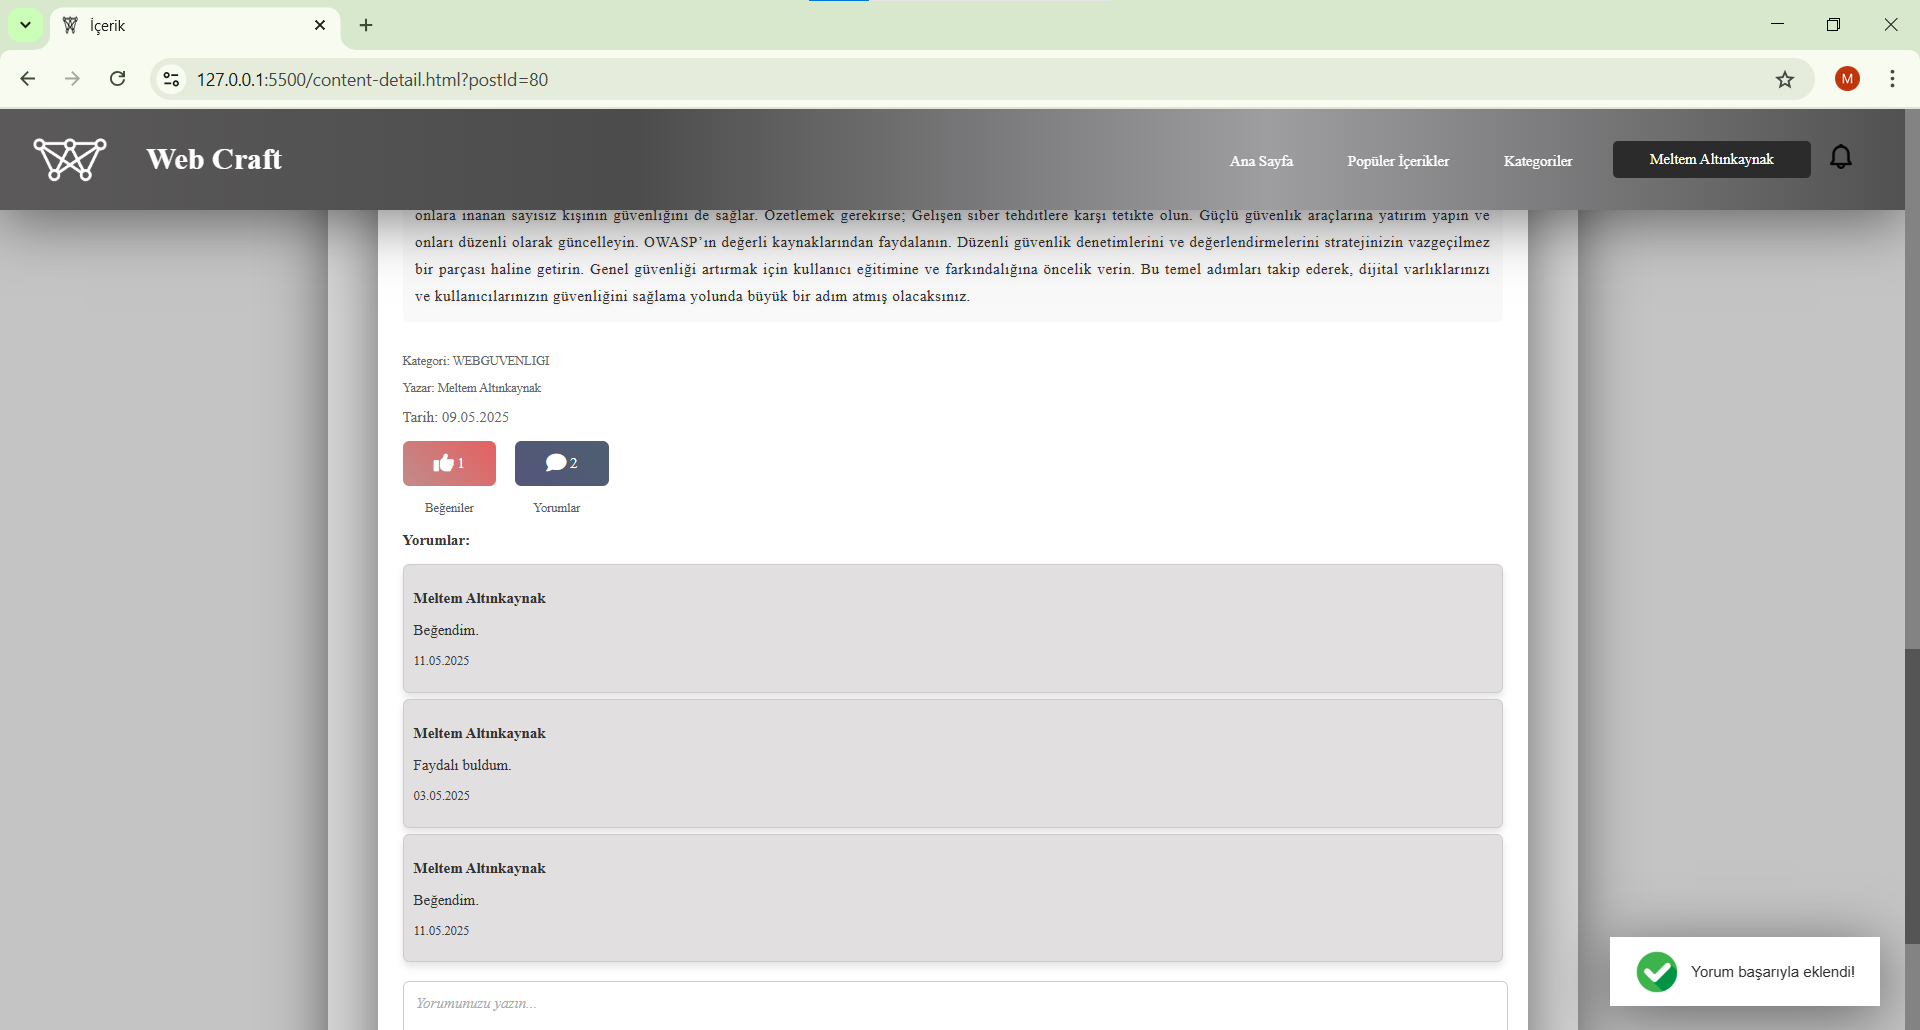 İçerik
127.0.0.1:5500/content-detail.html?postId=80
M
Web Craft
Ana Sayfa
Popüler İçerikler
Kategoriler
Meltem Altınkaynak
onlara inanan sayısız kişinin güvenliğini de sağlar. Özetlemek gerekirse; Gelişen siber tehditlere karşı tetikte olun. Güçlü güvenlik araçlarına yatırım yapın ve
onları düzenli olarak güncelleyin. OWASP’ın değerli kaynaklarından faydalanın. Düzenli güvenlik denetimlerini ve değerlendirmelerini stratejinizin vazgeçilmez
bir parçası haline getirin. Genel güvenliği artırmak için kullanıcı eğitimine ve farkındalığına öncelik verin. Bu temel adımları takip ederek, dijital varlıklarınızı
ve kullanıcılarınızın güvenliğini sağlama yolunda büyük bir adım atmış olacaksınız.
Kategori: WEBGUVENLIGI
Yazar: Meltem Altınkaynak
Tarih: 09.05.2025
1
2
Beğeniler
Yorumlar
Yorumlar:
Meltem Altınkaynak
Beğendim.
11.05.2025
Meltem Altınkaynak
Faydalı buldum.
03.05.2025
Meltem Altınkaynak
Beğendim.
11.05.2025
Yorumunuzu yazın...
Yorum başarıyla eklendi!